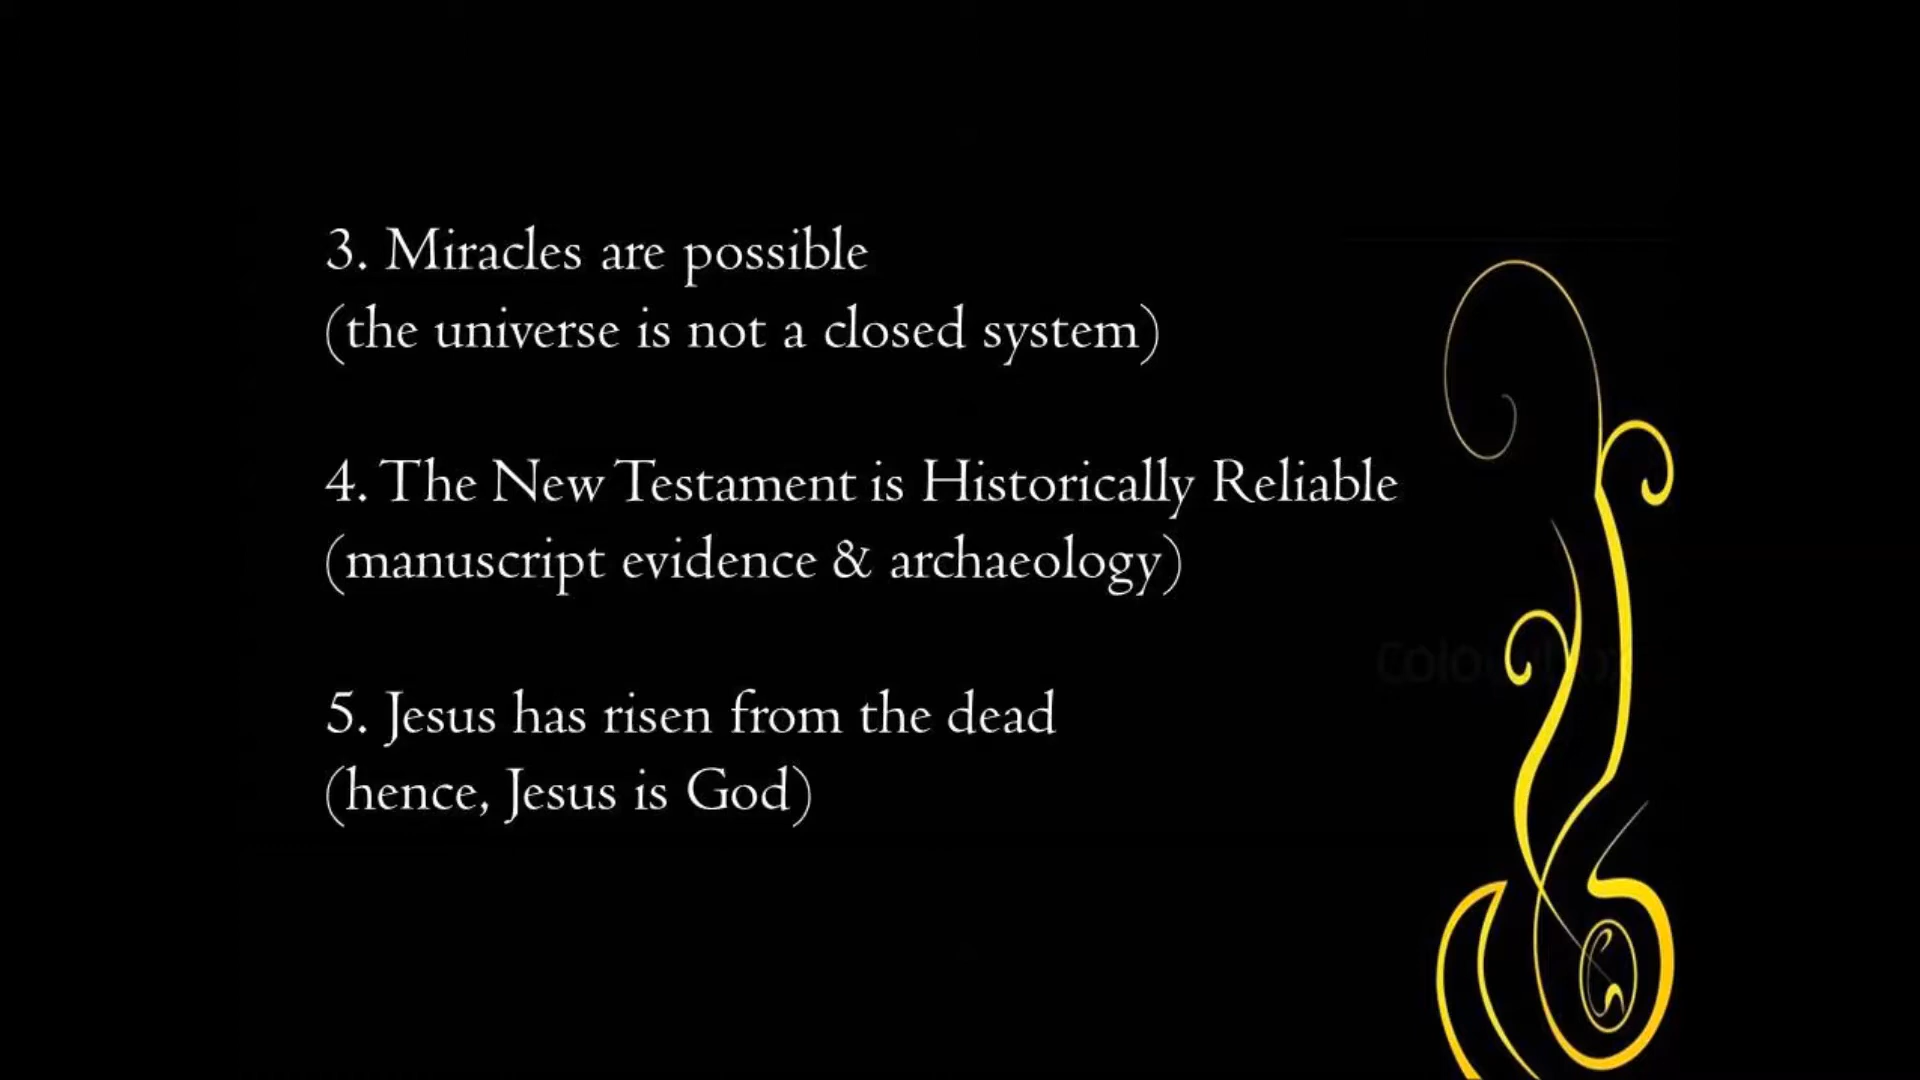 3. Miracles are possible
(the universe is not a closed system)
4. The New Testament is Historically Reliable
(manuscript evidence & archaeology)
5. Jesus has risen from the dead
(hence, Jesus is God)